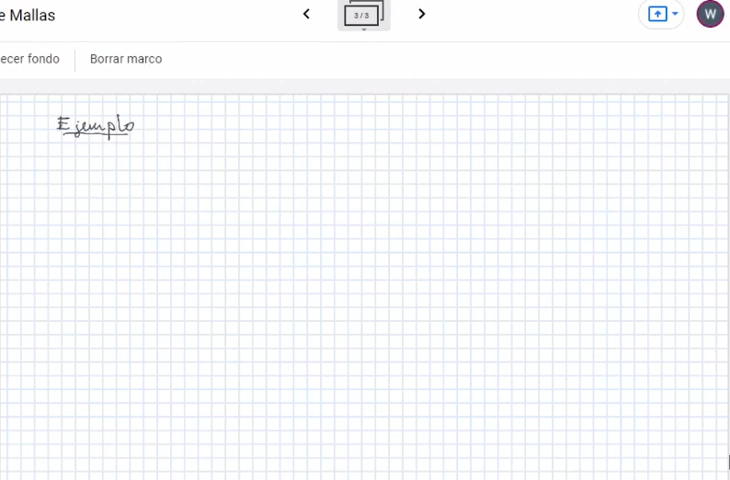 e Mallas
3 / 3
W
ecer fondo
Borrar marco
Ejemplo